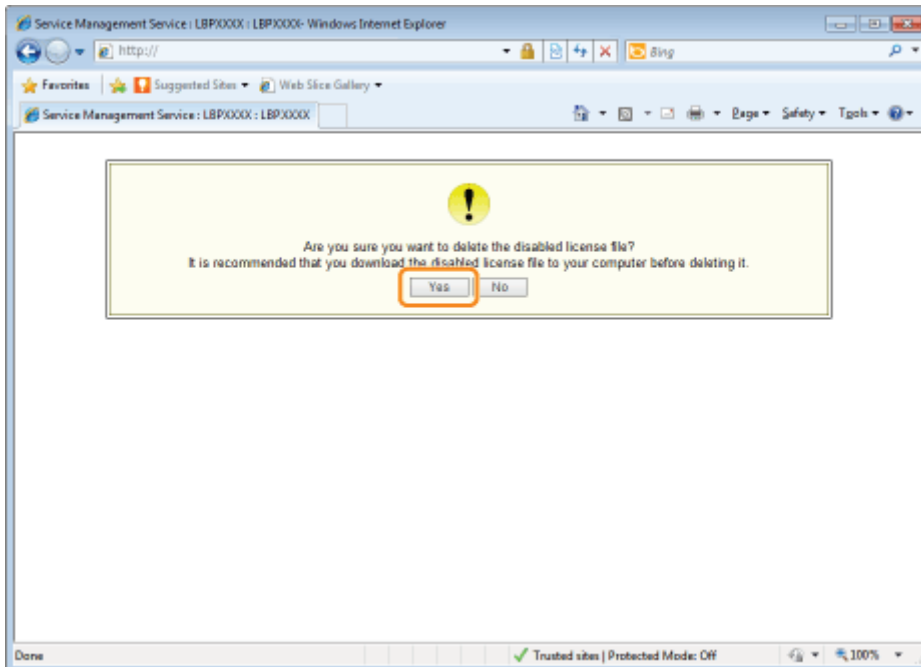 Service Management Service : LBPXXXX : LBPXXXX- Windows Internet Explorer
http://
Bing
Favorites
Suggested Sites
Web Slice Gallery
Service Management Service : LBPXXXX : LBPXXXX
Page
Safety
Tools
Are you sure you want to delete the disabled license file?
It is recommended that you download the disabled license file to your computer before deleting it.
Yes
No
Done
Trusted sites | Protected Mode: Off
100%